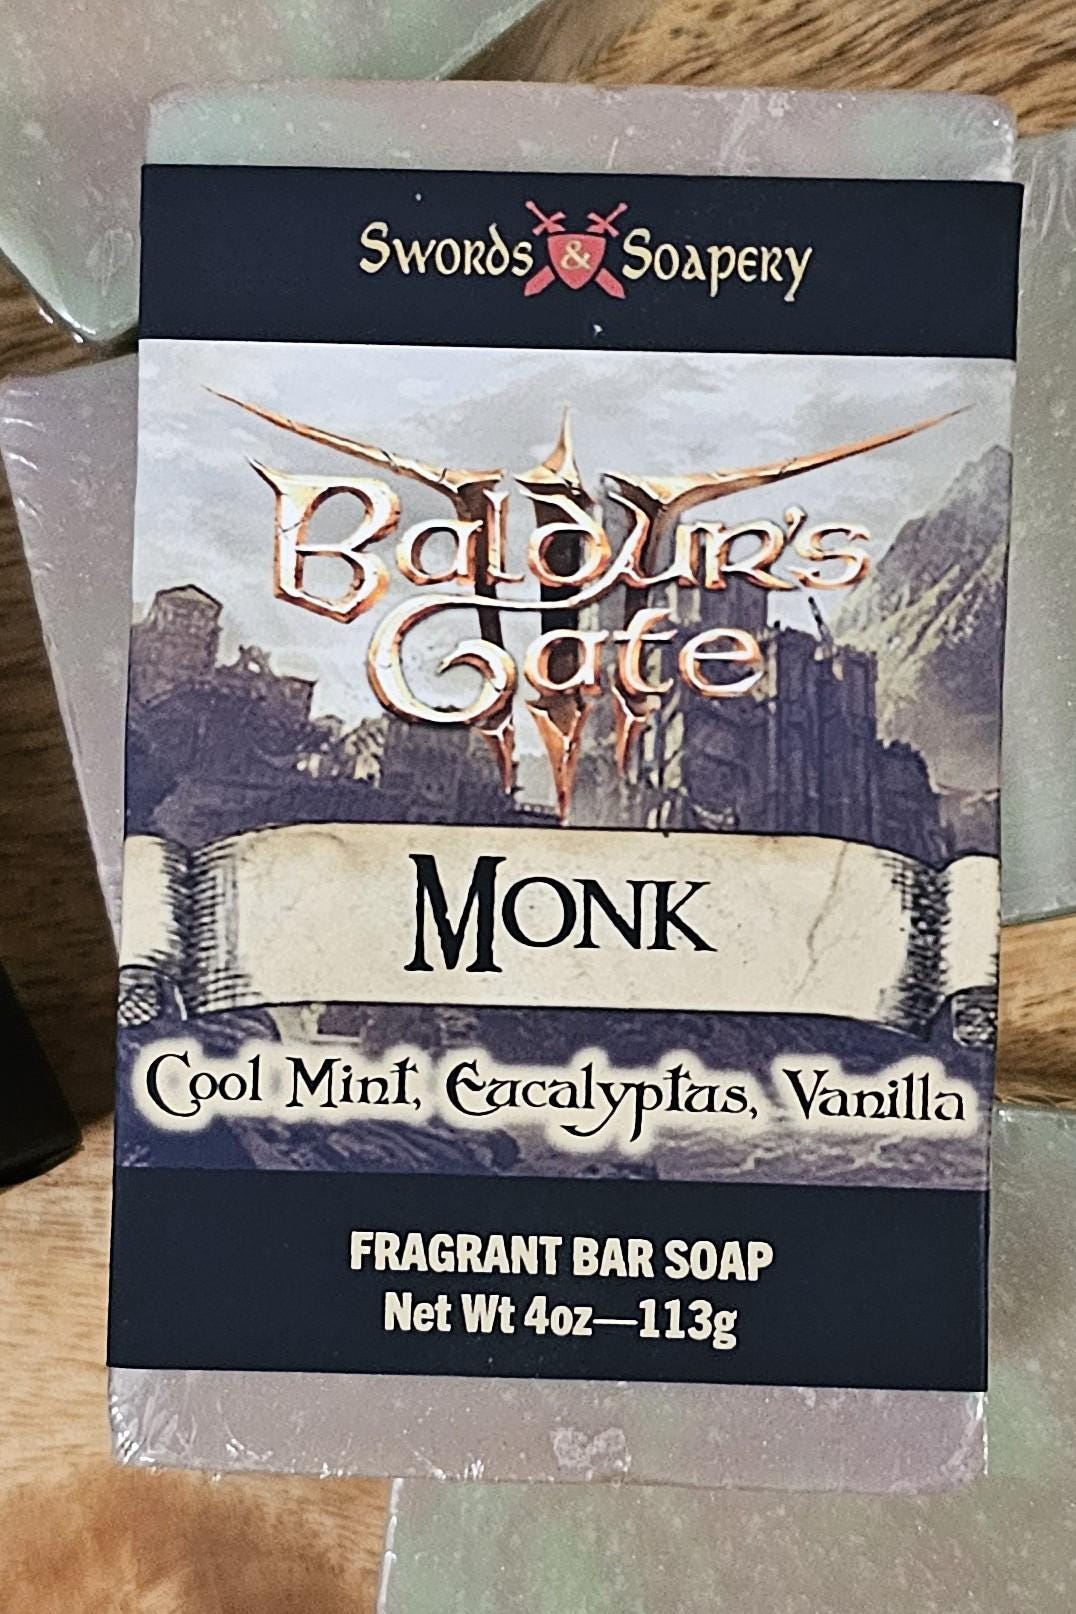 Swords & Soapery
Baldur's
Gate
III
Monk
Cool Mint, Eucalyptus, Vanilla
FRAGRANT BAR SOAP
Net Wt 4oz—113g